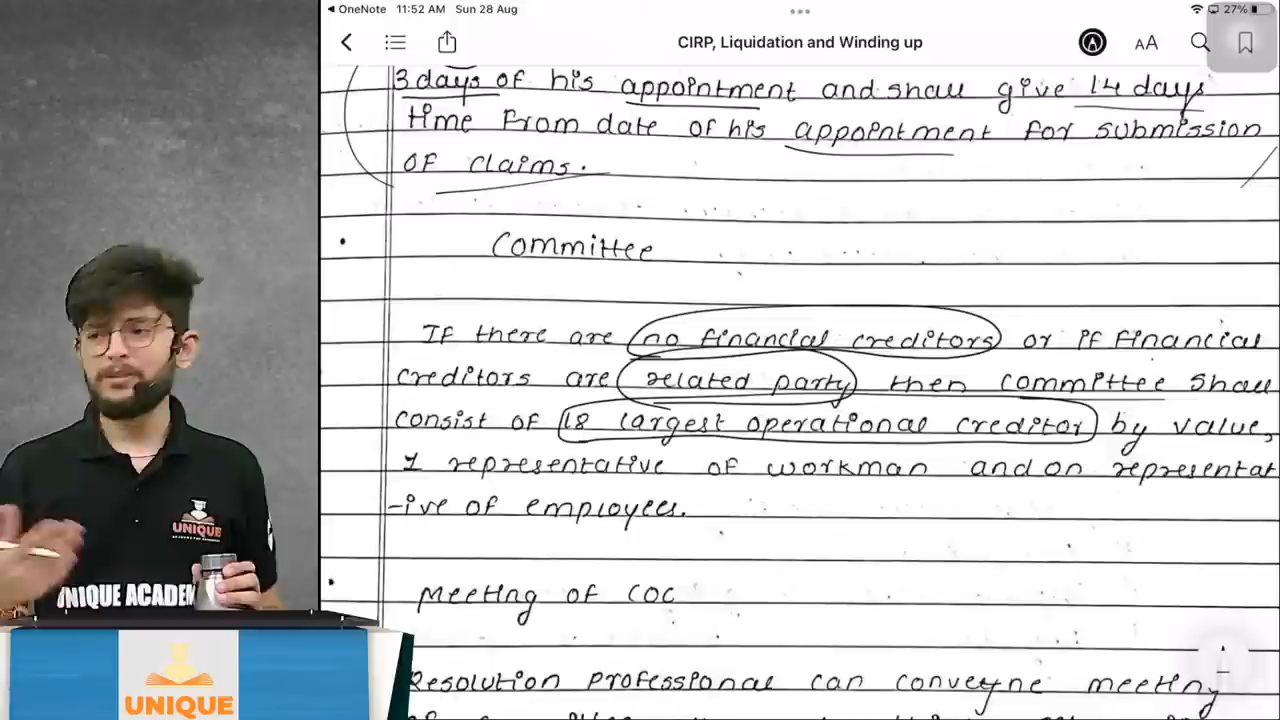 OneNote 11:52 AM Sun 28 Aug
27%
CIRP, Liquidation and Winding up
AA
3 days of his appointment and shall give 14 days
time from date of his appointment for submission
of claims.
Committee
If there are no financial creditors or if financial
creditors are related party then committee shall
consist of 18 largest operational creditor by value,
1 representative of workman and on representat
-ive of employees.
Meeting of COC
Resolution professional can conveyne meeting
UNIQUE
UNIQUE ACADEM
UNIQUE